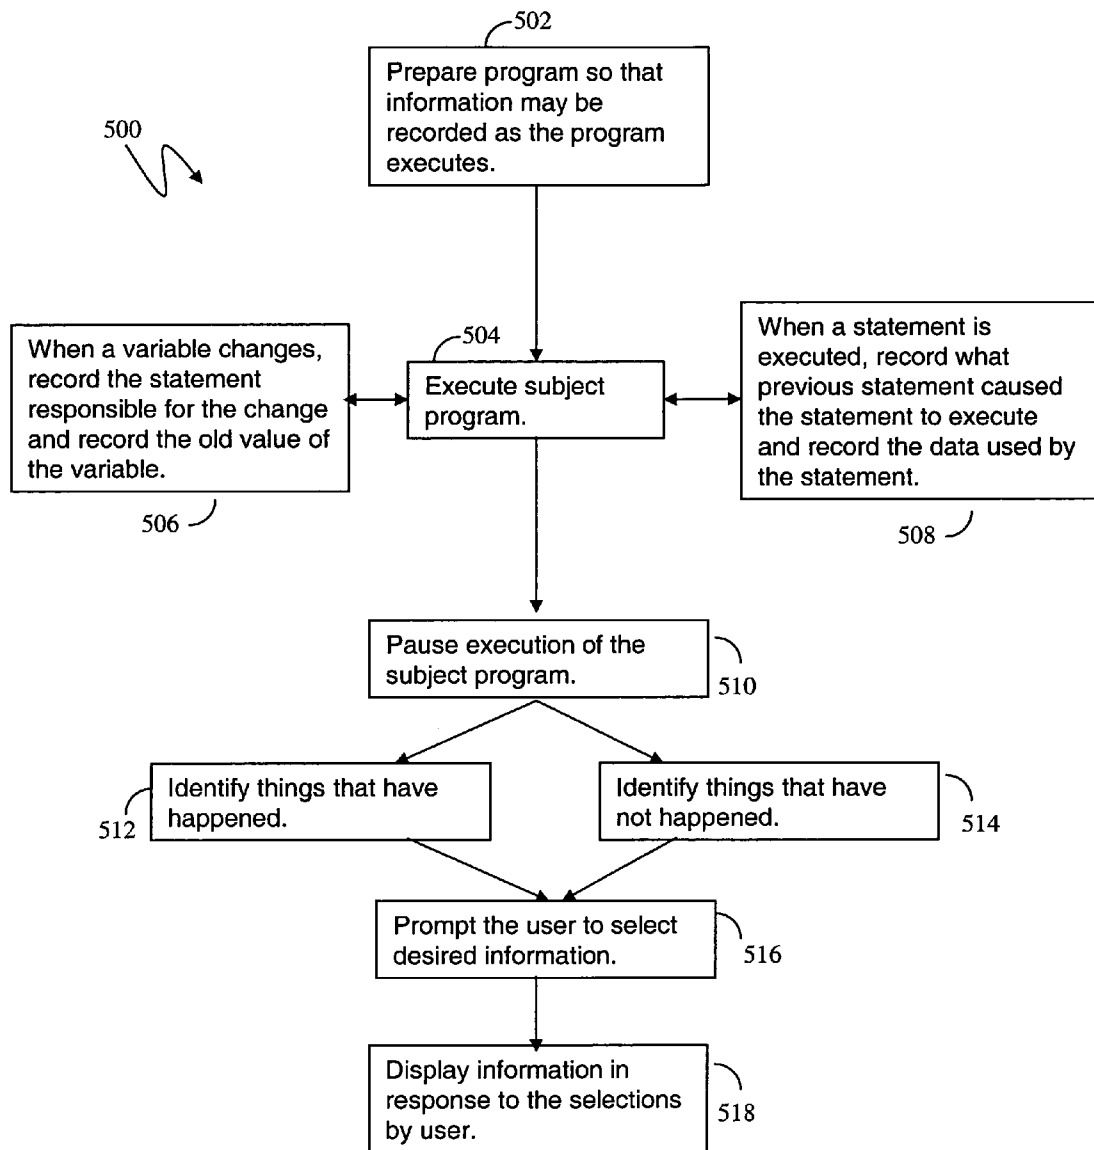 502
Prepare program so that
information may be
recorded as the program
executes.
500
When a variable changes,
record the statement
responsible for the change
and record the old value of
the variable.
506
504
Execute subject
program.
When a statement is
executed, record what
previous statement caused
the statement to execute
and record the data used by
the statement.
508
Pause execution of the
subject program.
510
Identify things that have
happened.
512
Identify things that have
not happened.
514
Prompt the user to select
desired information.
516
Display information in
response to the selections
by user.
518